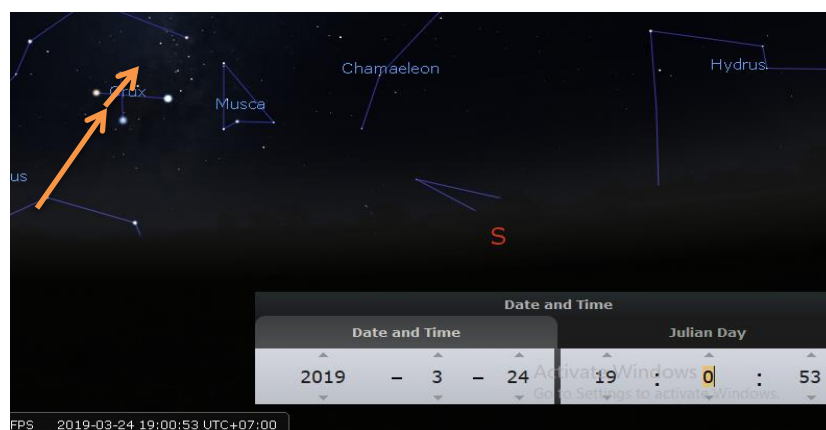 Chamaeleon
Hydrus
Crux
Musca
us
S
Date and Time
Date and Time Julian Day
2019 – 3 – 24 19 : 0 : 53
Activate Windows
Go to Settings to activate Windows.
FPS 2019-03-24 19:00:53 UTC+07:00